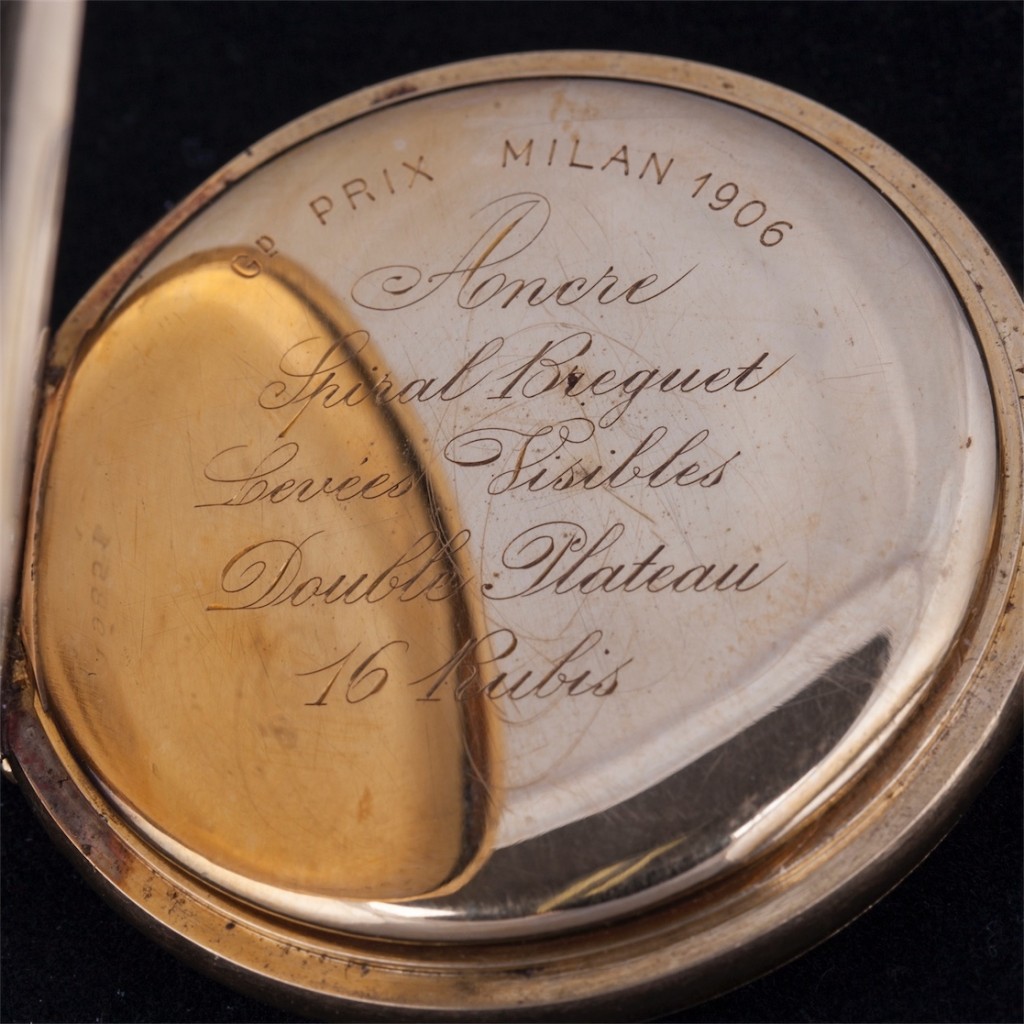 GD PRIX MILAN 1906
Ancre
Spiral Breguet
Levées Visibles
Double Plateau
16 Rubis